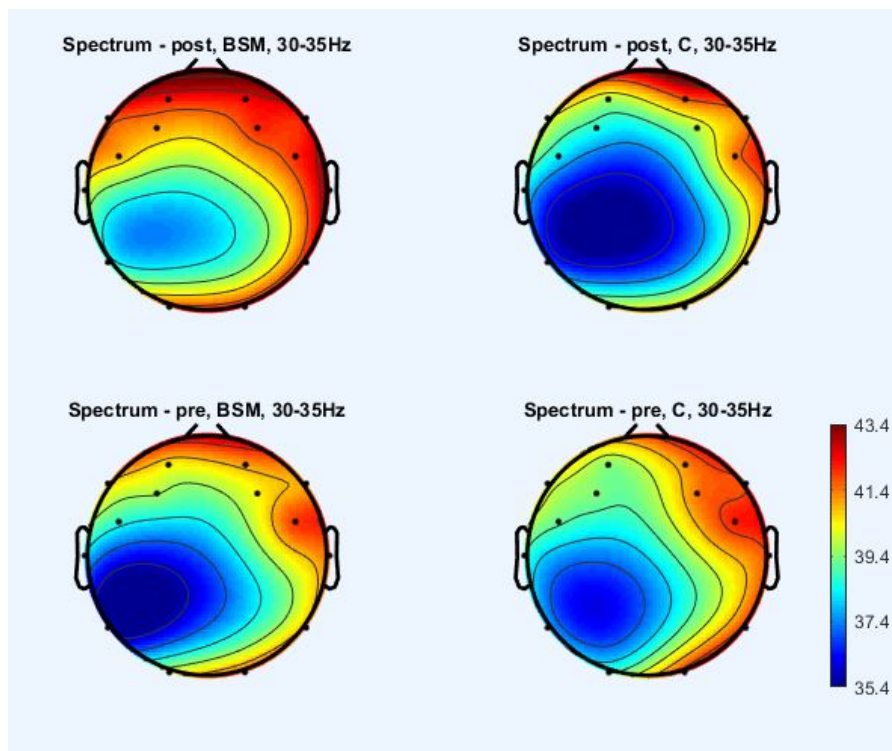 Spectrum - post, BSM, 30-35Hz
Spectrum - post, C, 30-35Hz
Spectrum - pre, BSM, 30-35Hz
Spectrum - pre, C, 30-35Hz
43.4
41.4
39.4
37.4
35.4